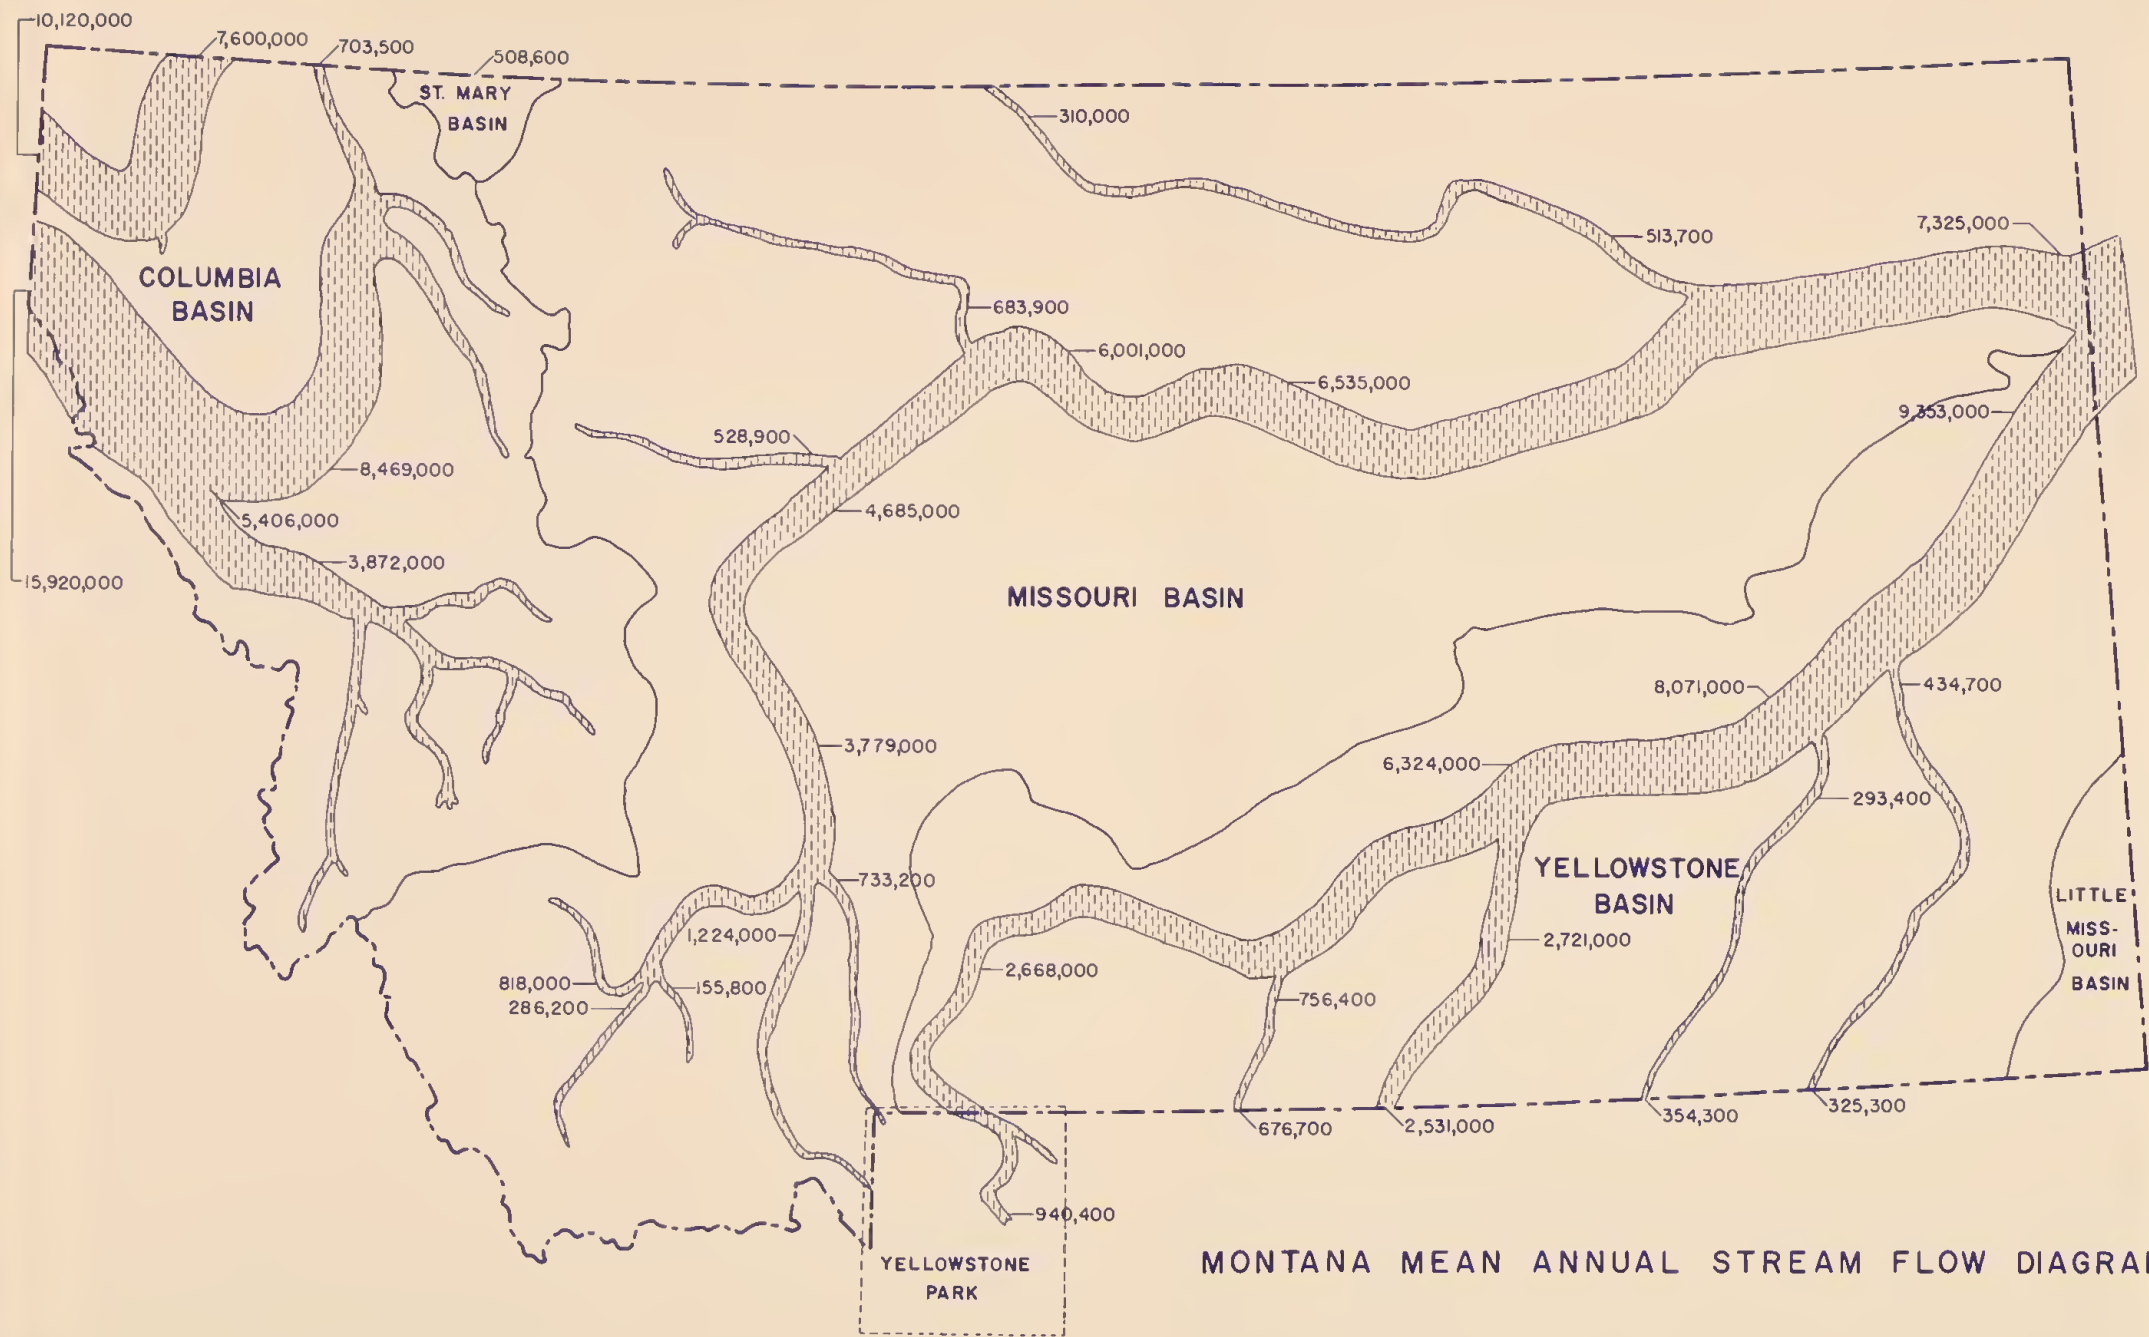 10,120,000
7,600,000
703,500
508,600
ST. MARY
BASIN
310,000
513,700
7,325,000
COLUMBIA
BASIN
683,900
6,001,000
6,535,000
9,353,000
528,900
8,469,000
4,685,000
5,406,000
3,872,000
15,920,000
MISSOURI BASIN
8,071,000
434,700
3,779,000
6,324,000
293,400
YELLOWSTONE
BASIN
733,200
LITTLE
MISS-
OURI
BASIN
1,224,000
2,721,000
2,668,000
818,000
155,800
286,200
756,400
676,700
2,531,000
354,300
325,300
940,400
YELLOWSTONE
PARK
MONTANA MEAN ANNUAL STREAM FLOW